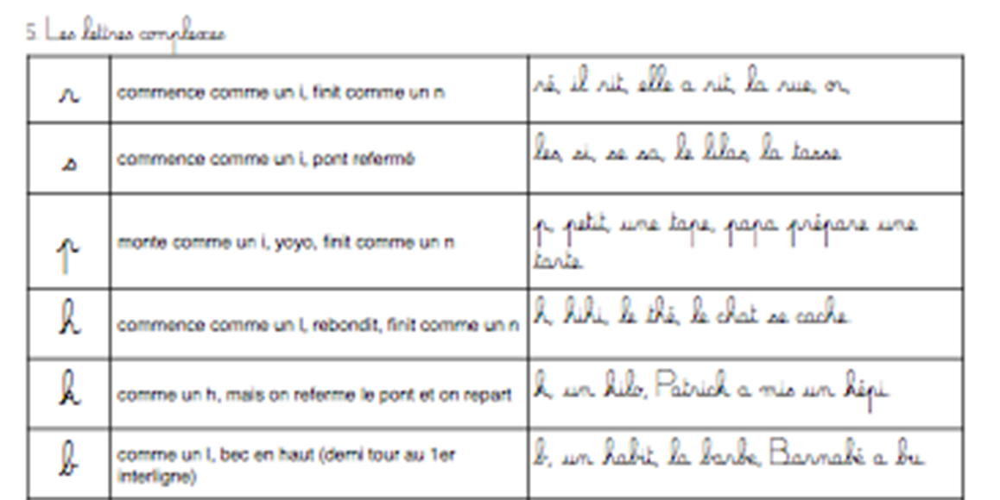 5. Les lettres complexes
r
commence comme un i, finit comme un n
ré, il rit, elle a rit, la rue, or,
s
commence comme un i, pont refermé
les, si, se sa, le lilas, la tasse
p
monte comme un i, yoyo, finit comme un n
p, petit, une tape, papa prépare une
tarte
h
commence comme un l, rebondit, finit comme un n
h, hihi, le thé, le chat se cache
k
comme un h, mais on referme le pont et on repart
k, un kilo, Patrick a mis un képi
b
comme un l, bec en haut (demi tour au 1er
interligne)
b, un habit, la barbe, Barnabé a bu